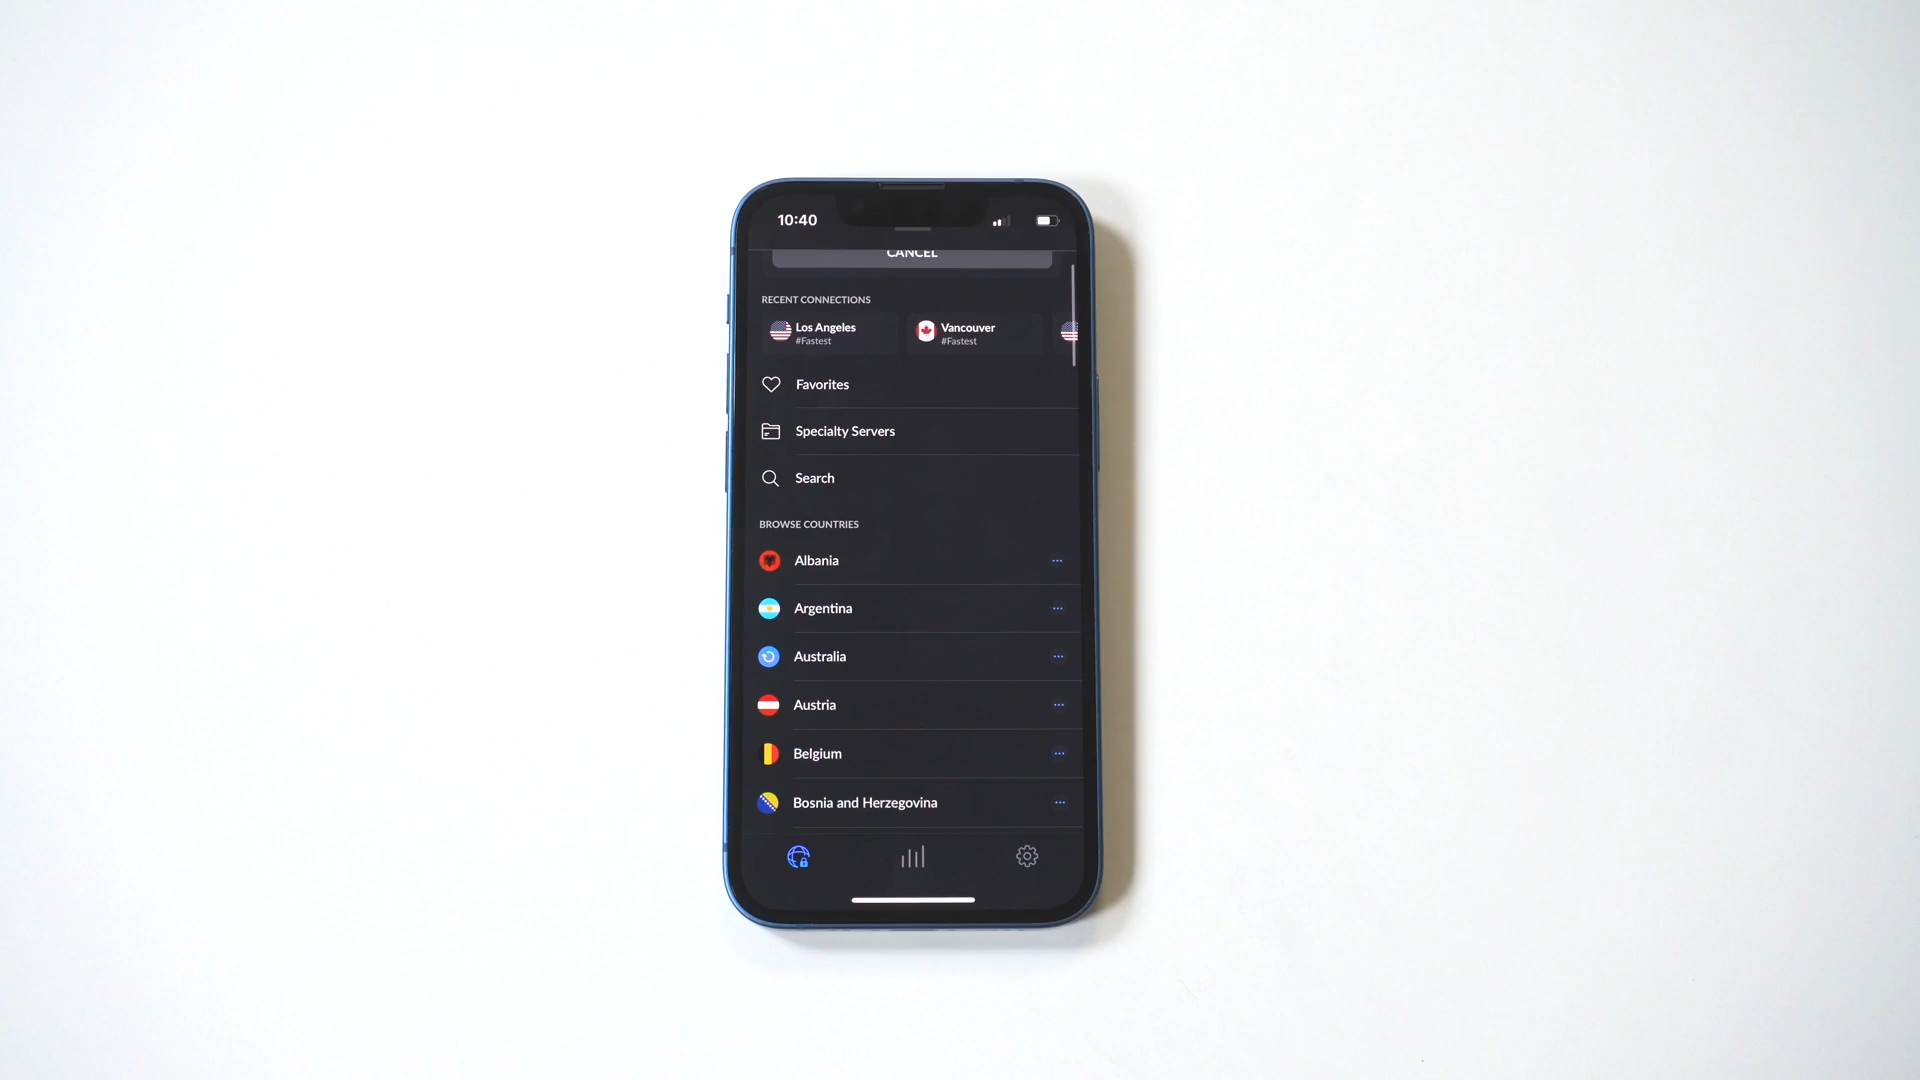 10:40
CANCEL
RECENT CONNECTIONS
Los Angeles
#Fastest
Vancouver
#Fastest
Favorites
Specialty Servers
Search
BROWSE COUNTRIES
Albania
Argentina
Australia
Austria
Belgium
Bosnia and Herzegovina